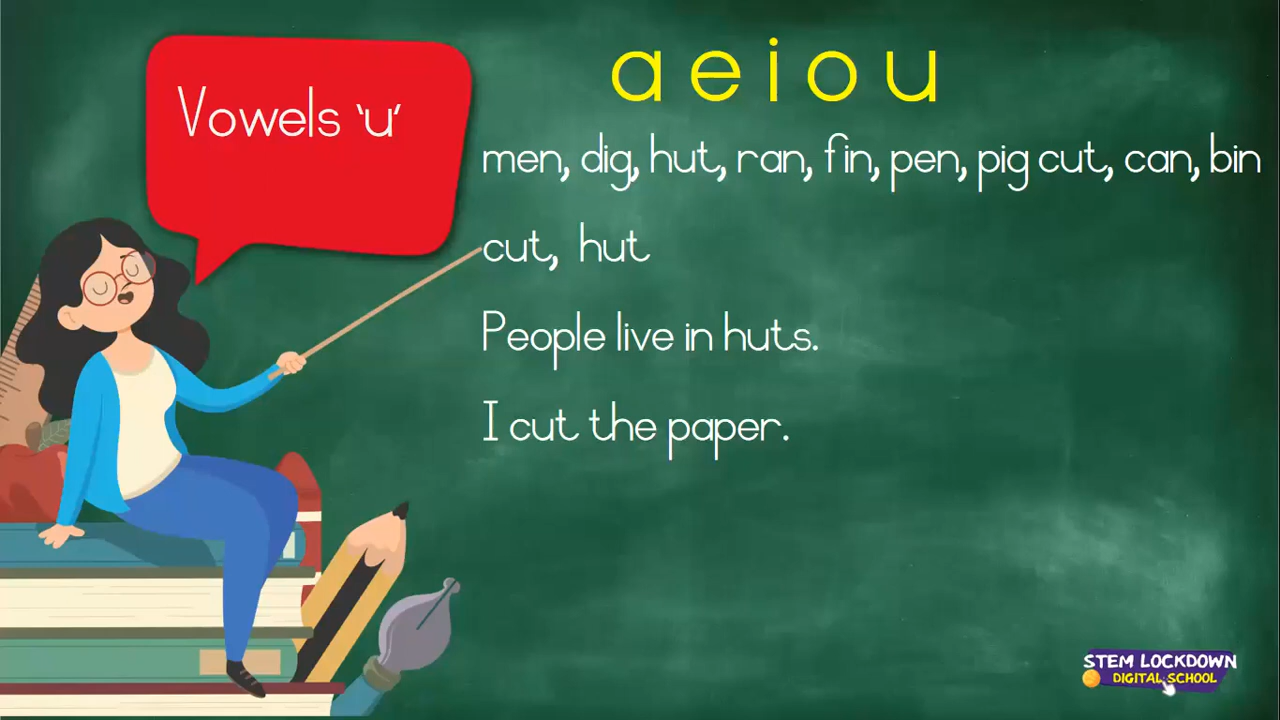 Vowels ‘u’
a e i o u
men, dig, hut, ran, fin, pen, pig cut, can, bin
cut, hut
People live in huts.
I cut the paper.
STEM LOCKDOWN
DIGITAL SCHOOL